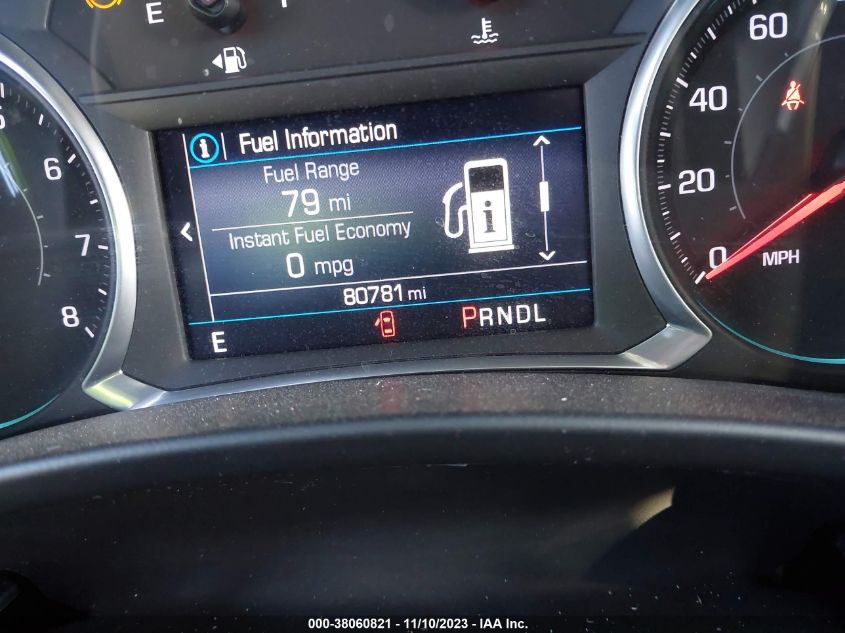 E
60
Fuel Information
40
Fuel Range
6
79 mi
20
Instant Fuel Economy
7
0
MPH
0 mpg
80781 mi
8
E
PRNDL
000-38060821 - 11/10/2023 - IAA Inc.